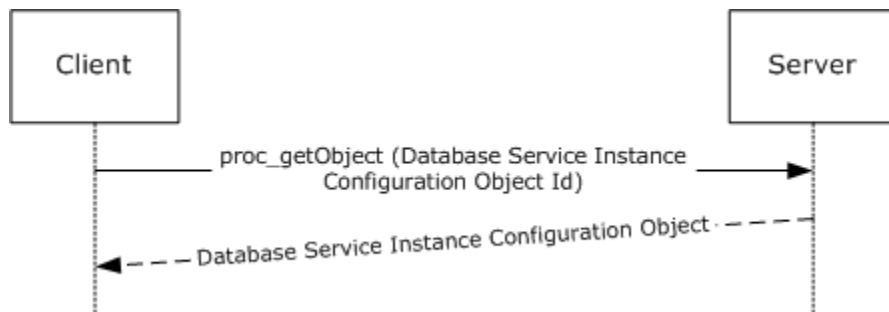 Client
Server
proc_getObject (Database Service Instance
Configuration Object Id)
Database Service Instance Configuration Object